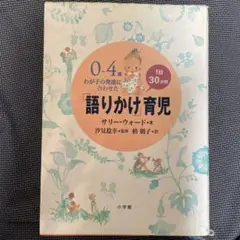 0～4歳
わが子の発達に
合わせた
1日
30分間
「語りかけ育児」
サリー・ウォード・著
汐見稔幸・監修 槙 朝子・訳
小学館